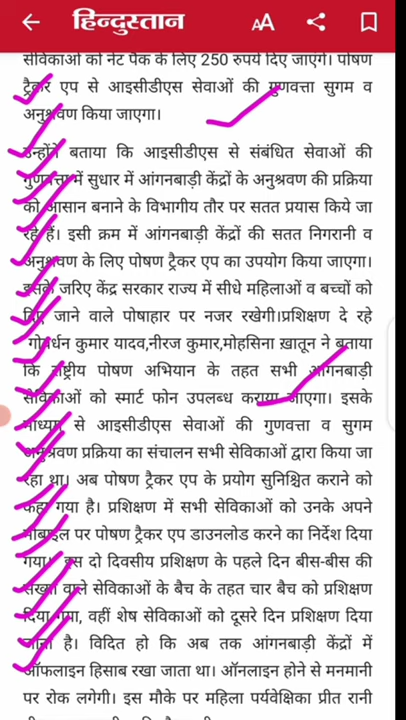 हिन्दुस्तान AA
सेविकाओं को नेट पैक के लिए 250 रुपये दिए जाएंगे। पोषण
ट्रैकर एप से आइसीडीएस सेवाओं की गुणवत्ता सुगम व
अनुश्रवण किया जाएगा।
उन्होंने बताया कि आइसीडीएस से संबंधित सेवाओं की
गुणवत्ता में सुधार में आंगनबाड़ी केंद्रों के अनुश्रवण की प्रक्रिया
को आसान बनाने के विभागीय तौर पर सतत प्रयास किये जा
रहे हैं। इसी क्रम में आंगनबाड़ी केंद्रों की सतत निगरानी व
अनुश्रवण के लिए पोषण ट्रैकर एप का उपयोग किया जाएगा।
इसके जरिए केंद्र सरकार राज्य में सीधे महिलाओं व बच्चों को
दिए जाने वाले पोषाहार पर नजर रखेगी।प्रशिक्षण दे रहे
गोवर्धन कुमार यादव,नीरज कुमार,मोहसिना ख़ातून ने बताया
कि राष्ट्रीय पोषण अभियान के तहत सभी आंगनबाड़ी
सेविकाओं को स्मार्ट फोन उपलब्ध कराया जाएगा। इसके
माध्यम से आइसीडीएस सेवाओं की गुणवत्ता व सुगम
अनुश्रवण प्रक्रिया का संचालन सभी सेविकाओं द्वारा किया जा
रहा था। अब पोषण ट्रैकर एप के प्रयोग सुनिश्चित कराने को
कहा गया है। प्रशिक्षण में सभी सेविकाओं को उनके अपने
मोबाइल पर पोषण ट्रैकर एप डाउनलोड करने का निर्देश दिया
गया। इस दो दिवसीय प्रशिक्षण के पहले दिन बीस-बीस की
संख्या वाले सेविकाओं के बैच के तहत चार बैच को प्रशिक्षण
दिया गया, वहीं शेष सेविकाओं को दूसरे दिन प्रशिक्षण दिया
जाना है। विदित हो कि अब तक आंगनबाड़ी केंद्रों में
ऑफलाइन हिसाब रखा जाता था। ऑनलाइन होने से मनमानी
पर रोक लगेगी। इस मौके पर महिला पर्यवेक्षिका प्रीत रानी